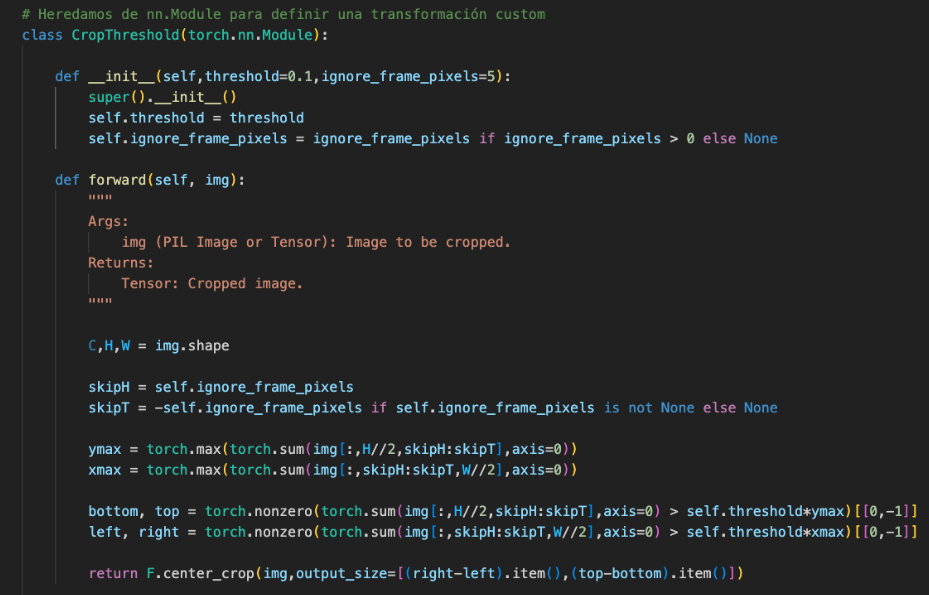 # Heredamos de nn.Module para definir una transformación custom
class CropThreshold(torch.nn.Module):
    def __init__(self,threshold=0.1,ignore_frame_pixels=5):
        super().__init__()
        self.threshold = threshold
        self.ignore_frame_pixels = ignore_frame_pixels if ignore_frame_pixels > 0 else None
    def forward(self, img):
        """
        Args:
            img (PIL Image or Tensor): Image to be cropped.
        Returns:
            Tensor: Cropped image.
        """
        C,H,W = img.shape
        skipH = self.ignore_frame_pixels
        skipT = -self.ignore_frame_pixels if self.ignore_frame_pixels is not None else None
        ymax = torch.max(torch.sum(img[:,H//2,skipH:skipT],axis=0))
        xmax = torch.max(torch.sum(img[:,skipH:skipT,W//2],axis=0))
        bottom, top = torch.nonzero(torch.sum(img[:,H//2,skipH:skipT],axis=0) > self.threshold*ymax)[[0,-1]]
        left, right = torch.nonzero(torch.sum(img[:,skipH:skipT,W//2],axis=0) > self.threshold*xmax)[[0,-1]]
        return F.center_crop(img,output_size=[(right-left).item(),(top-bottom).item()])